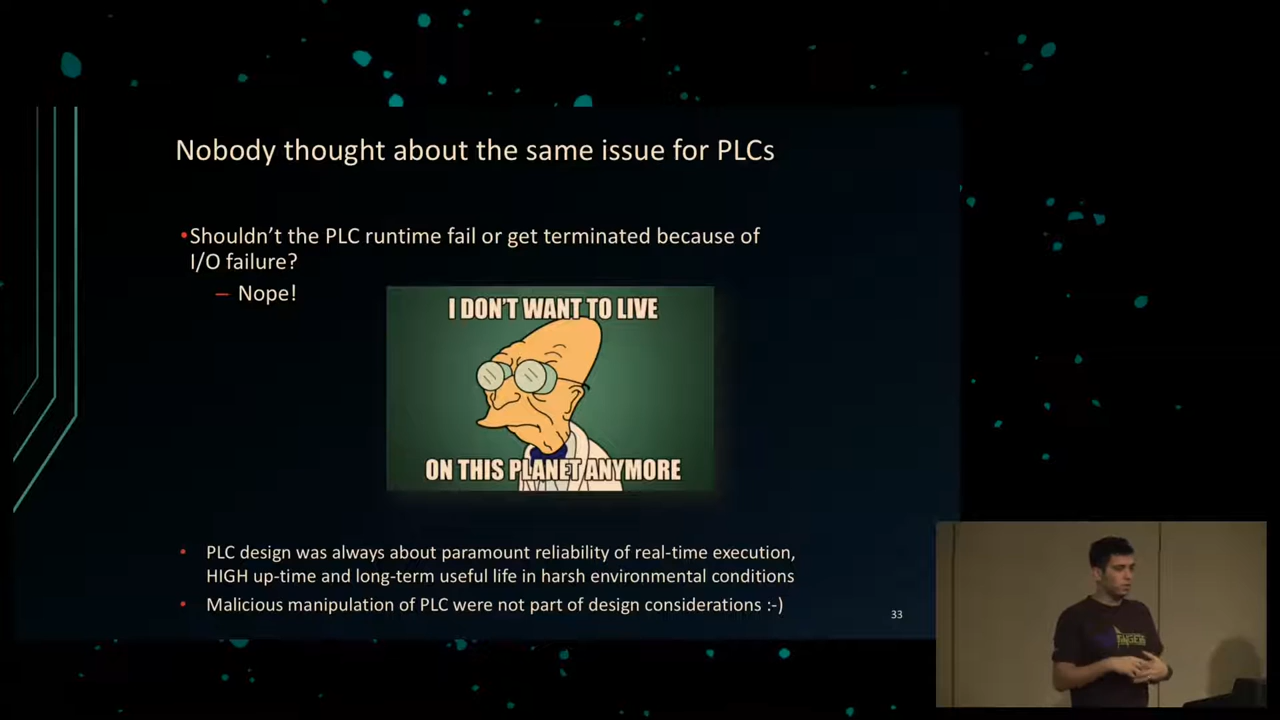 Nobody thought about the same issue for PLCs
•Shouldn't the PLC runtime fail or get terminated because of
I/O failure?
– Nope!
I DON'T WANT TO LIVE
ON THIS PLANET ANYMORE
• PLC design was always about paramount reliability of real-time execution,
HIGH up-time and long-term useful life in harsh environmental conditions
• Malicious manipulation of PLC were not part of design considerations :-)
33